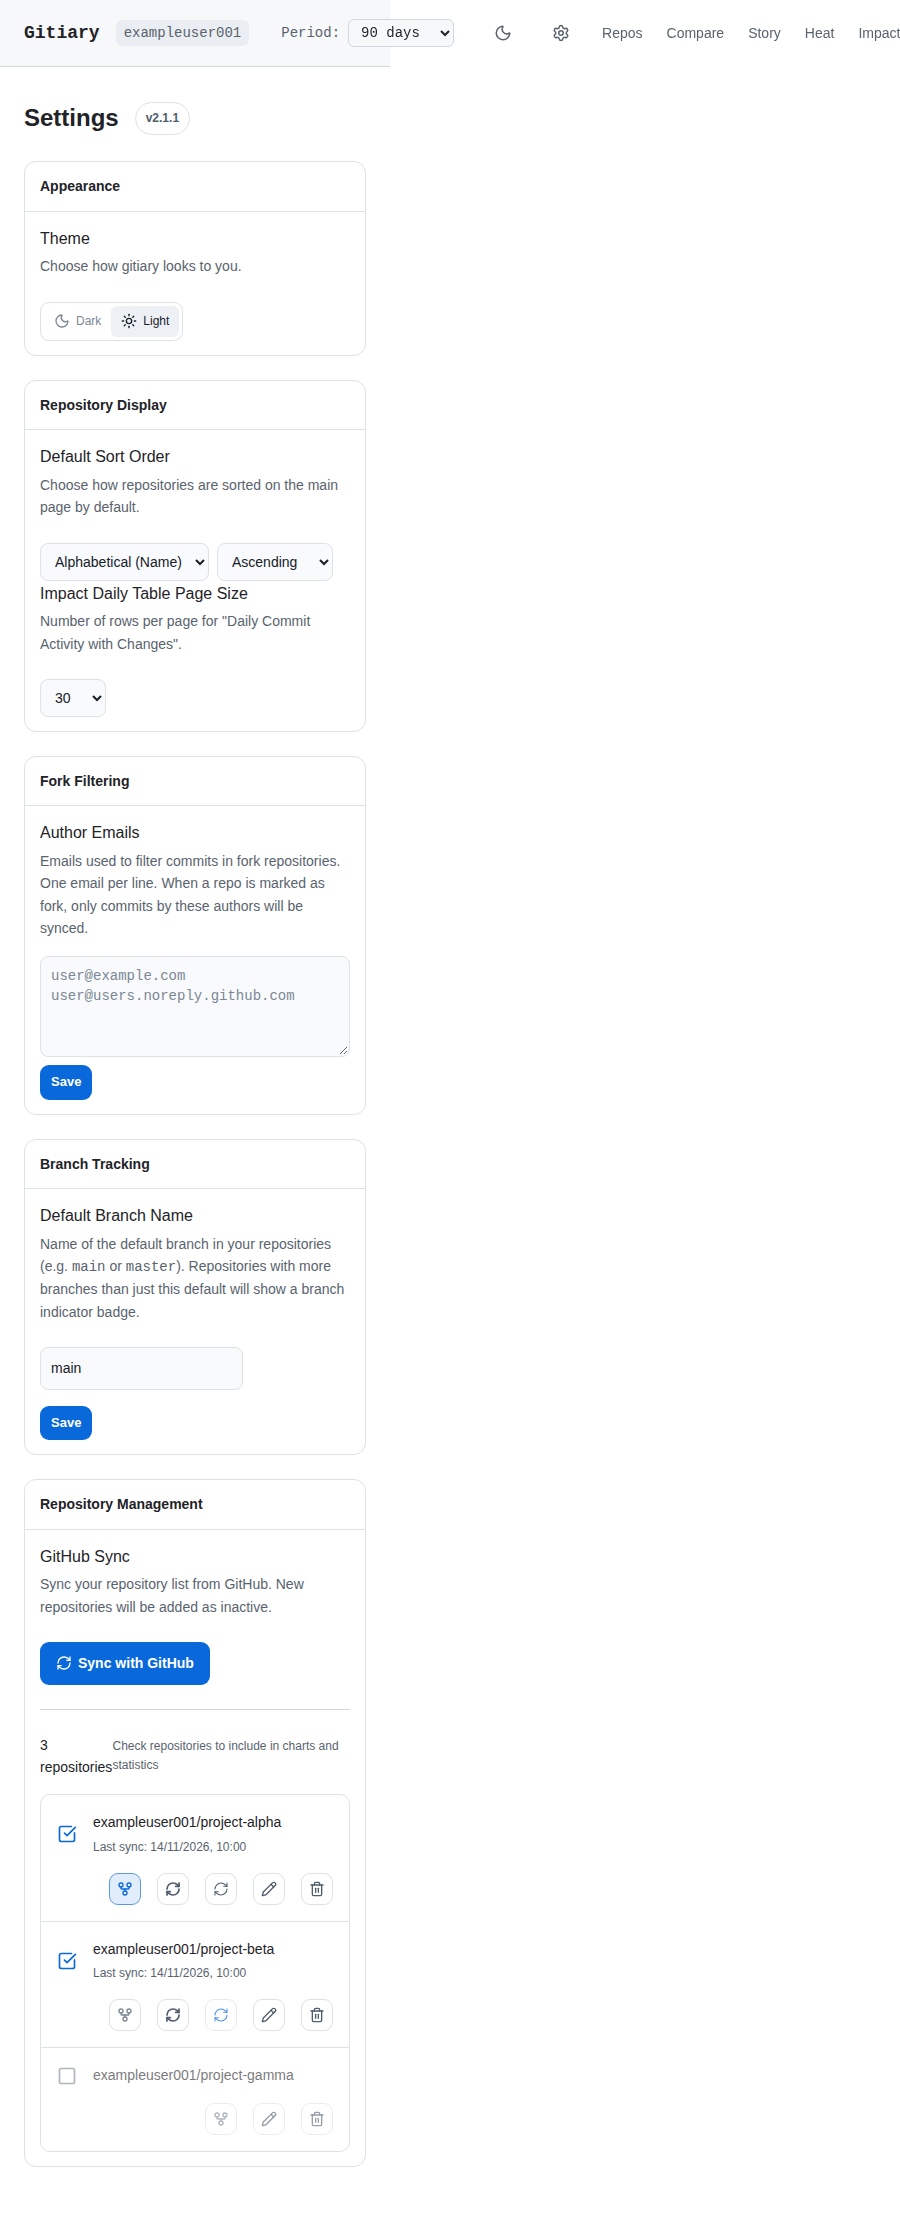 Gitiary exampleuser001 Period: 90 days Repos Compare Story Heat Impact
Settings v2.1.1
Appearance
Theme
Choose how gitiary looks to you.
Dark Light
Repository Display
Default Sort Order
Choose how repositories are sorted on the main
page by default.
Alphabetical (Name) Ascending
Impact Daily Table Page Size
Number of rows per page for "Daily Commit
Activity with Changes".
30
Fork Filtering
Author Emails
Emails used to filter commits in fork repositories.
One email per line. When a repo is marked as
fork, only commits by these authors will be
synced.
user@example.com
user@users.noreply.github.com
Save
Branch Tracking
Default Branch Name
Name of the default branch in your repositories
(e.g. main or master). Repositories with more
branches than just this default will show a branch
indicator badge.
main
Save
Repository Management
GitHub Sync
Sync your repository list from GitHub. New
repositories will be added as inactive.
Sync with GitHub
3 repositories
Check repositories to include in charts and
statistics
exampleuser001/project-alpha
Last sync: 14/11/2026, 10:00
exampleuser001/project-beta
Last sync: 14/11/2026, 10:00
exampleuser001/project-gamma